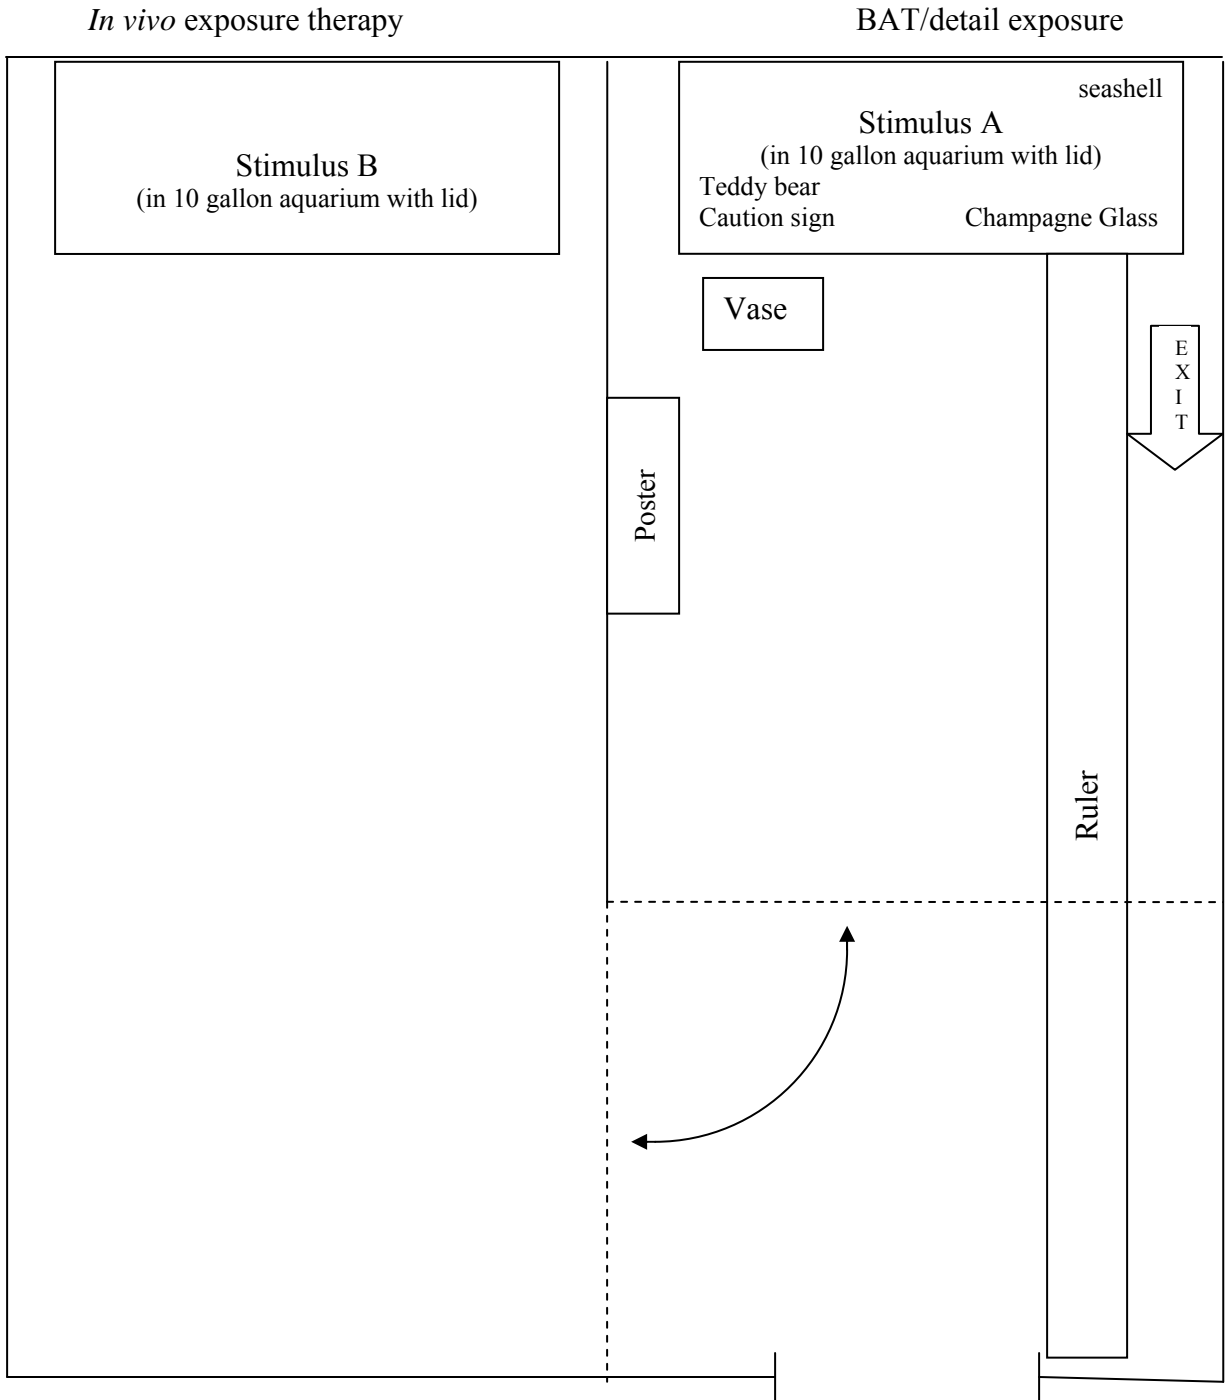 In vivo exposure therapy
BAT/detail exposure
Stimulus B
(in 10 gallon aquarium with lid)
seashell
Stimulus A
(in 10 gallon aquarium with lid)
Teddy bear
Caution sign
Champagne Glass
Vase
EXIT
Poster
Ruler